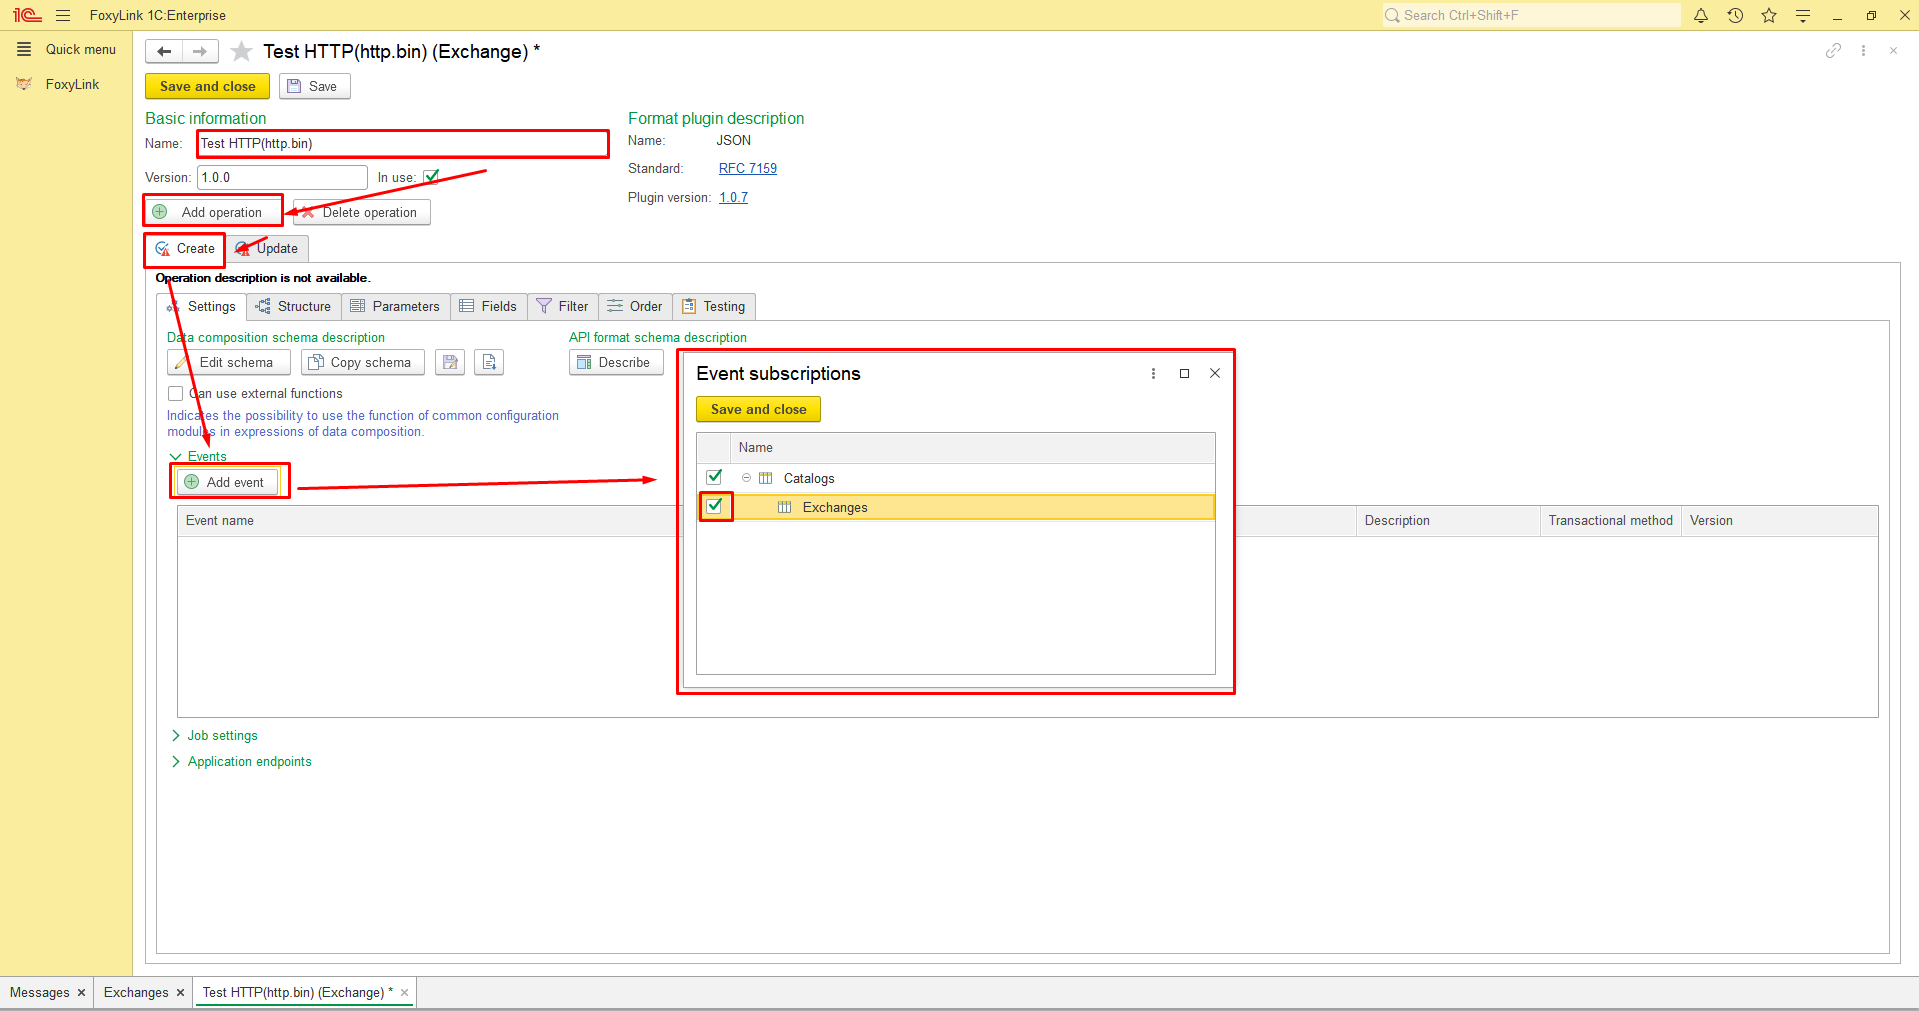 1C FoxyLink 1C:Enterprise
Search Ctrl+Shift+F
Quick menu
FoxyLink
Test HTTP(http.bin) (Exchange) *
Save and close
Save
Basic information
Name: Test HTTP(http.bin)
Version: 1.0.0 In use:
Format plugin description
Name: JSON
Standard: RFC 7159
Plugin version: 1.0.7
Add operation
Delete operation
Create
Update
Operation description is not available.
Settings
Structure
Parameters
Fields
Filter
Order
Testing
Data composition schema description
Edit schema
Copy schema
API format schema description
Describe
Can use external functions
Indicates the possibility to use the function of common configuration
modules in expressions of data composition.
Events
Add event
Event name
Description
Transactional method
Version
Event subscriptions
Save and close
Name
Catalogs
Exchanges
Job settings
Application endpoints
Messages
Exchanges
Test HTTP(http.bin) (Exchange) *